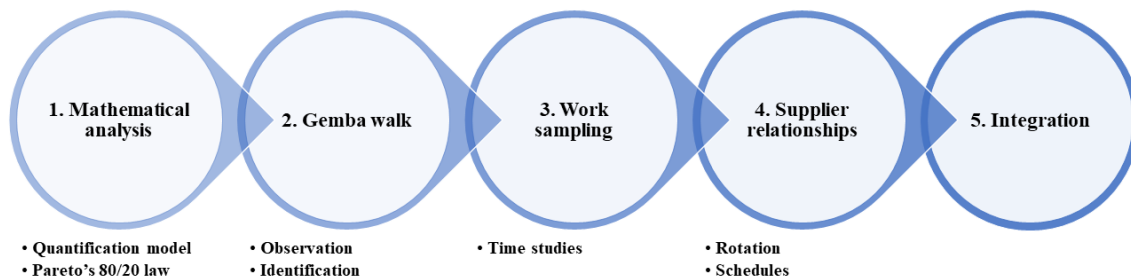 1. Mathematical
analysis
2. Gemba walk
3. Work
sampling
4. Supplier
relationships
5. Integration
• Quantification model
• Pareto's 80/20 law
• Observation
• Identification
• Time studies
• Rotation
• Schedules